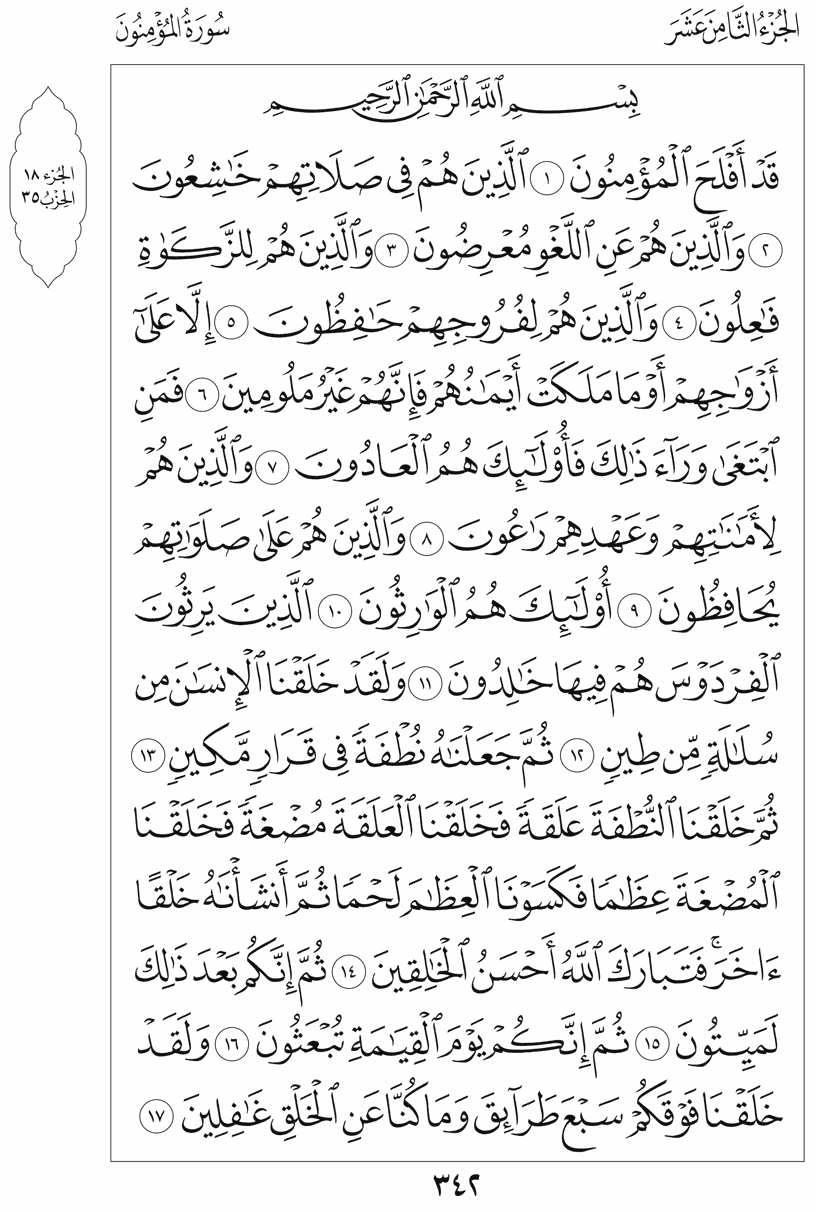 الجُزْءُ الثَّامِنَ عَشَرَ
سُورَةُ المُؤْمِنُونَ
الجُزء ١٨
الحِزْبُ ٣٥
بِسْمِ ٱللَّهِ ٱلرَّحْمَٰنِ ٱلرَّحِيمِ
قَدْ أَفْلَحَ ٱلْمُؤْمِنُونَ ١ ٱلَّذِينَ هُمْ فِى صَلَاتِهِمْ خَٰشِعُونَ
٢ وَٱلَّذِينَ هُمْ عَنِ ٱللَّغْوِ مُعْرِضُونَ ٣ وَٱلَّذِينَ هُمْ لِلزَّكَوٰةِ
فَٰعِلُونَ ٤ وَٱلَّذِينَ هُمْ لِفُرُوجِهِمْ حَٰفِظُونَ ٥ إِلَّا عَلَىٰٓ
أَزْوَٰجِهِمْ أَوْ مَا مَلَكَتْ أَيْمَٰنُهُمْ فَإِنَّهُمْ غَيْرُ مَلُومِينَ ٦ فَمَنِ
ٱبْتَغَىٰ وَرَآءَ ذَٰلِكَ فَأُو۟لَٰٓئِكَ هُمُ ٱلْعَادُونَ ٧ وَٱلَّذِينَ هُمْ
لِأَمَٰنَٰتِهِمْ وَعَهْدِهِمْ رَٰعُونَ ٨ وَٱلَّذِينَ هُمْ عَلَىٰ صَلَوَٰتِهِمْ
يُحَافِظُونَ ٩ أُو۟لَٰٓئِكَ هُمُ ٱلْوَٰرِثُونَ ١٠ ٱلَّذِينَ يَرِثُونَ
ٱلْفِرْدَوْسَ هُمْ فِيهَا خَٰلِدُونَ ١١ وَلَقَدْ خَلَقْنَا ٱلْإِنسَٰنَ مِن
سُلَٰلَةٍ مِّن طِينٍ ١٢ ثُمَّ جَعَلْنَٰهُ نُطْفَةً فِى قَرَارٍ مَّكِينٍ ١٣
ثُمَّ خَلَقْنَا ٱلنُّطْفَةَ عَلَقَةً فَخَلَقْنَا ٱلْعَلَقَةَ مُضْغَةً فَخَلَقْنَا
ٱلْمُضْغَةَ عِظَٰمًا فَكَسَوْنَا ٱلْعِظَٰمَ لَحْمًا ثُمَّ أَنشَأْنَٰهُ خَلْقًا
ءَاخَرَ ۚ فَتَبَارَكَ ٱللَّهُ أَحْسَنُ ٱلْخَٰلِقِينَ ١٤ ثُمَّ إِنَّكُم بَعْدَ ذَٰلِكَ
لَمَيِّتُونَ ١٥ ثُمَّ إِنَّكُمْ يَوْمَ ٱلْقِيَٰمَةِ تُبْعَثُونَ ١٦ وَلَقَدْ
خَلَقْنَا فَوْقَكُمْ سَبْعَ طَرَآئِقَ وَمَا كُنَّا عَنِ ٱلْخَلْقِ غَٰفِلِينَ ١٧
٣٤٢